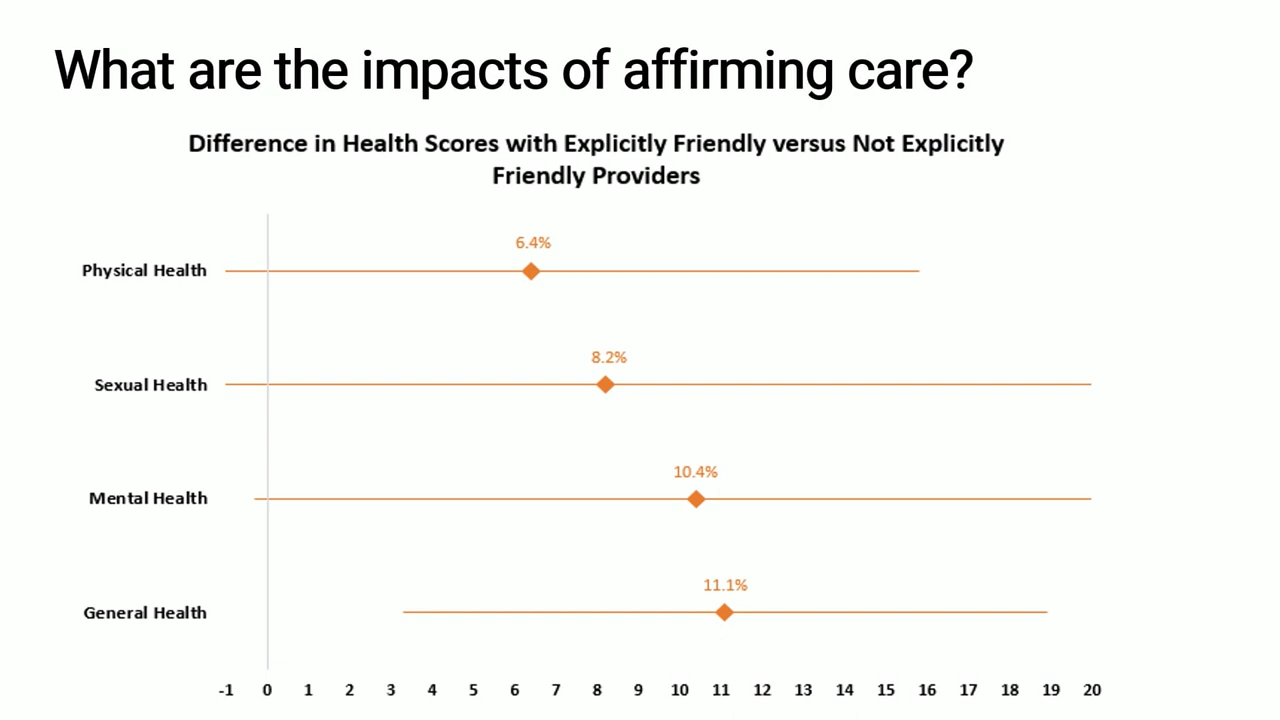 What are the impacts of affirming care?
Difference in Health Scores with Explicitly Friendly versus Not Explicitly
Friendly Providers
6.4%
Physical Health
8.2%
Sexual Health
10.4%
Mental Health
11.1%
General Health
-1 0 1 2 3 4 5 6 7 8 9 10 11 12 13 14 15 16 17 18 19 20